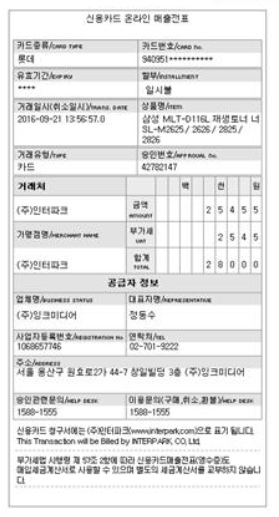 신용카드 온라인 매출전표
카드종류/CARD TYPE 카드번호/CARD No.
롯데 940951**********
유효기간/EXPIRY 할부/INSTALLMENT
**** 일시불
거래일시(취소일시)/TRANS. DATE 상품명/ITEM
2016-09-21 13:56:57.0 삼성 MLT-D116L 재생토너 너
SL-M2625 / 2626 / 2825 /
2826
거래유형/TYPE 승인번호/APPROUAL No.
카드 42782147
거래처 백 천 원
(주)인터파크 금액 AMOUNT 2 5 4 5 5
가맹점명/MERCHANT NAME 부가세 VAT 2 5 4 5
(주)인터파크 합계 TOTAL 2 8 0 0 0
공급자 정보
업체명/BUSINESS STATUS 대표자명/REPRESENTATIVE
(주)잉크미디어 정동수
사업자등록번호/REGISTRATION No 연락처/TEL
1068657746 02-701-9222
주소/ADDRESS
서울 용산구 원효로2가 44-7 상일빌딩 3층 (주)잉크미디어
승인관련문의/HELP DESK 이용문의(구매,취소,환불)/HELP DESK
1588-1555 1588-1555
신용카드 청구서에는 (주)인터파크(www.interpark.com)으로 표기 됩니다.
This Transaction will be Billed by INTERPARK, CO, Ltd.
부가세법 시행령 제 57조 2항에 따라 신용카드매출전표(영수증)도
매입세금계산서로 사용할 수 있으며 별도의 세금계산서를 교부하지 않습니
다.